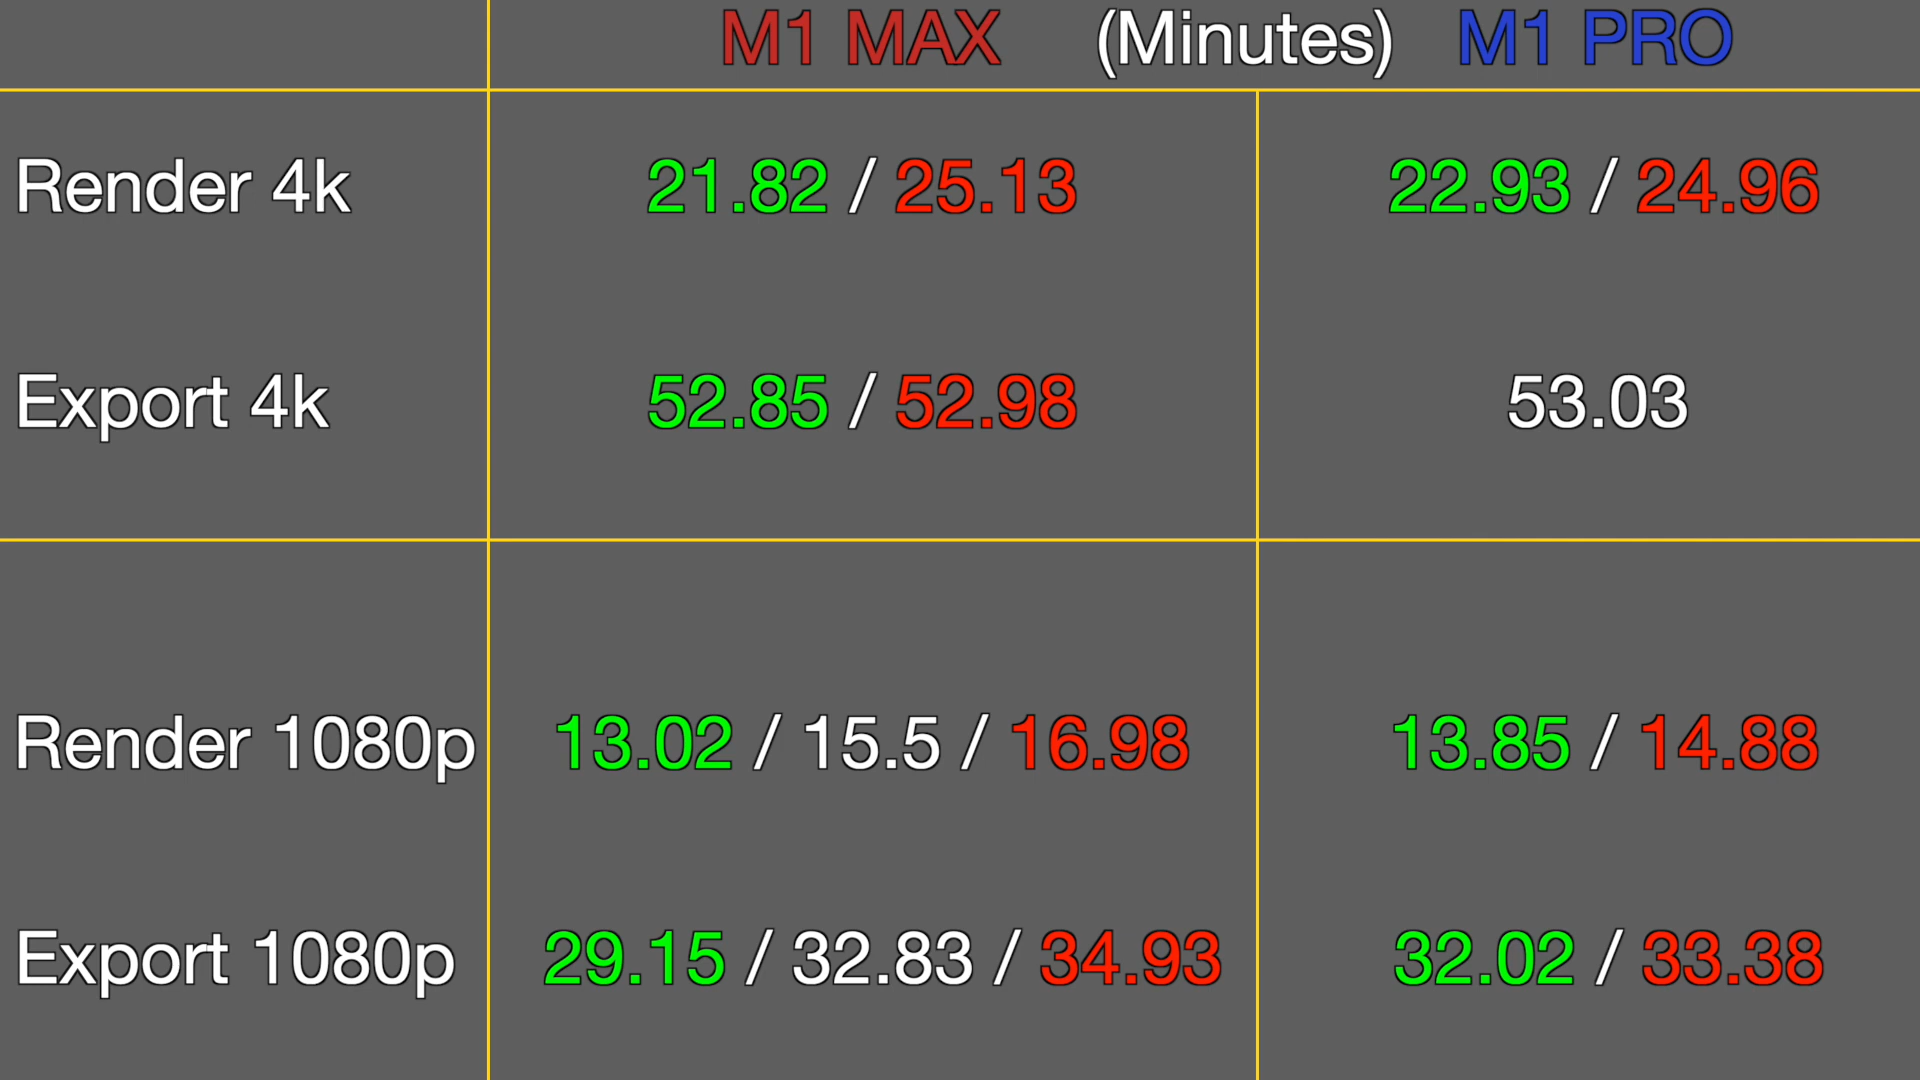 M1 MAX (Minutes) M1 PRO
Render 4k 21.82 / 25.13 22.93 / 24.96
Export 4k 52.85 / 52.98 53.03
Render 1080p 13.02 / 15.5 / 16.98 13.85 / 14.88
Export 1080p 29.15 / 32.83 / 34.93 32.02 / 33.38